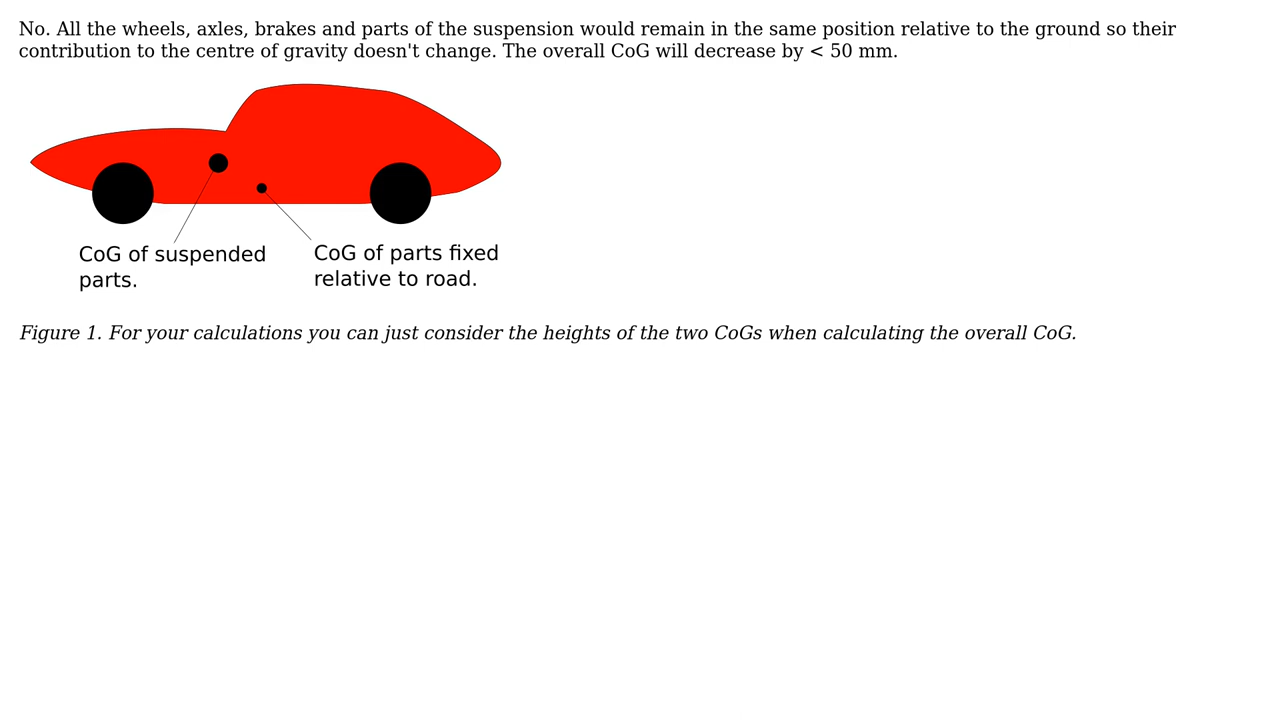 No. All the wheels, axles, brakes and parts of the suspension would remain in the same position relative to the ground so their
contribution to the centre of gravity doesn't change. The overall CoG will decrease by < 50 mm.
CoG of suspended
parts.
CoG of parts fixed
relative to road.
Figure 1. For your calculations you can just consider the heights of the two CoGs when calculating the overall CoG.